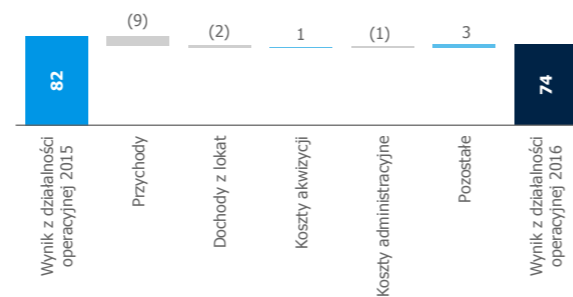 (9)
(2)
1
(1)
3
82
74
Wynik z działalności
operacyjnej 2015
Przychody
Dochody z lokat
Koszty akwizycji
Koszty administracyjne
Pozostałe
Wynik z działalności
operacyjnej 2016